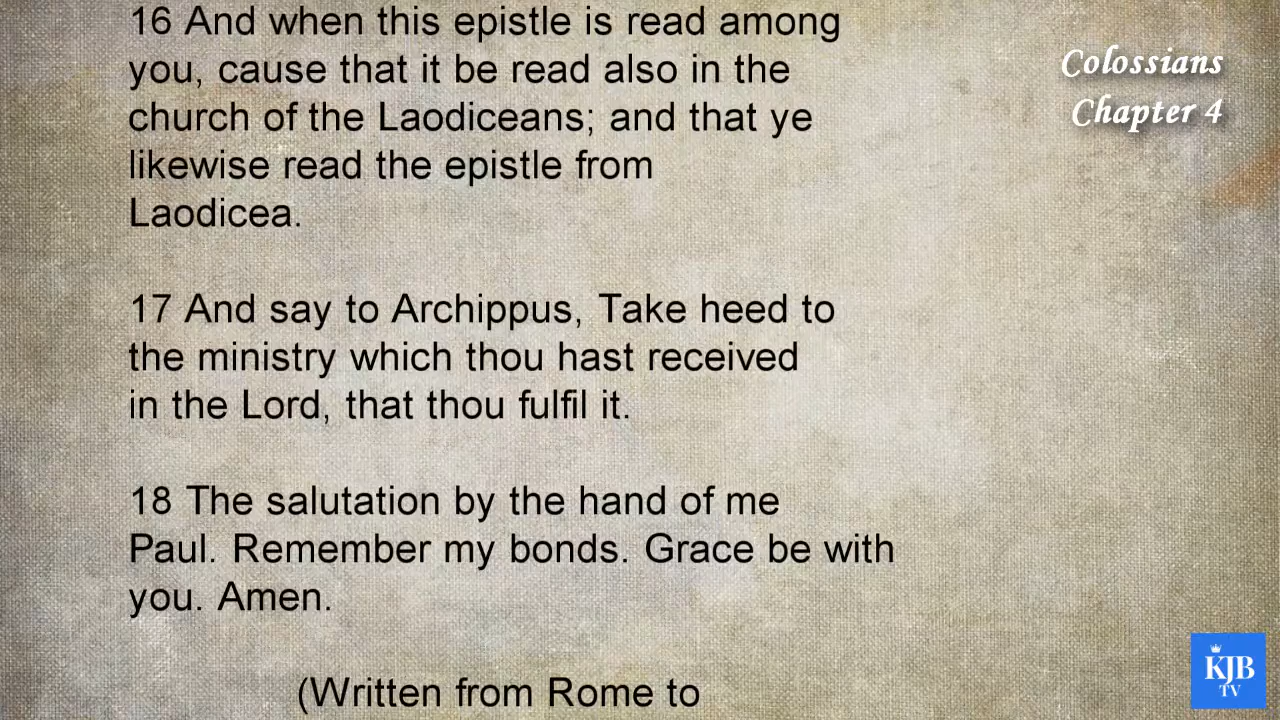 16 And when this epistle is read among
you, cause that it be read also in the
church of the Laodiceans; and that ye
likewise read the epistle from
Laodicea.
17 And say to Archippus, Take heed to
the ministry which thou hast received
in the Lord, that thou fulfil it.
18 The salutation by the hand of me
Paul. Remember my bonds. Grace be with
you. Amen.
(Written from Rome to
Colossians
Chapter 4
KJB
TV